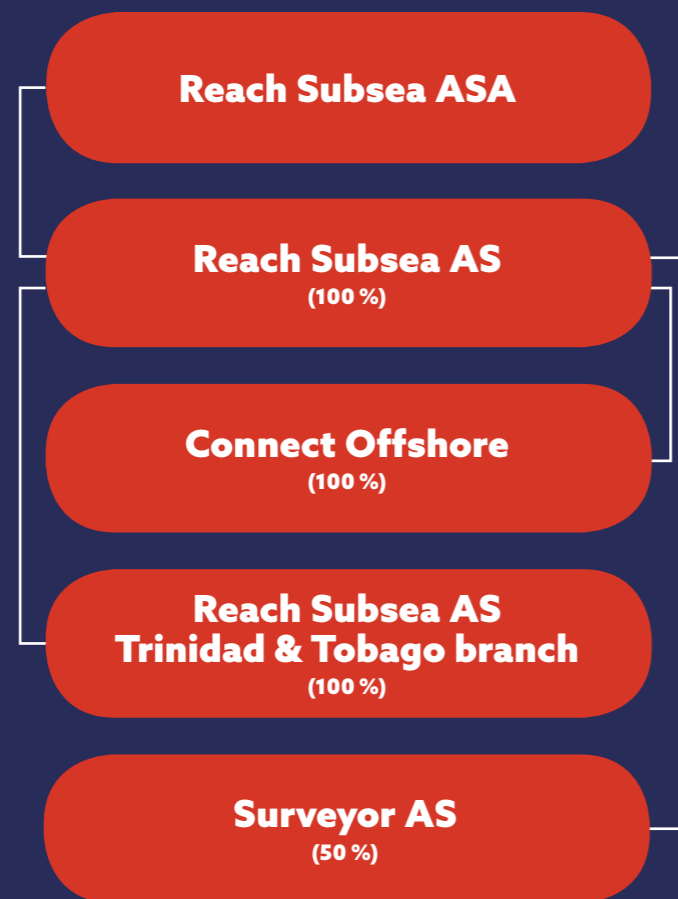 Reach Subsea ASA
Reach Subsea AS
(100 %)
Connect Offshore
(100 %)
Reach Subsea AS
Trinidad & Tobago branch
(100 %)
Surveyor AS
(50 %)